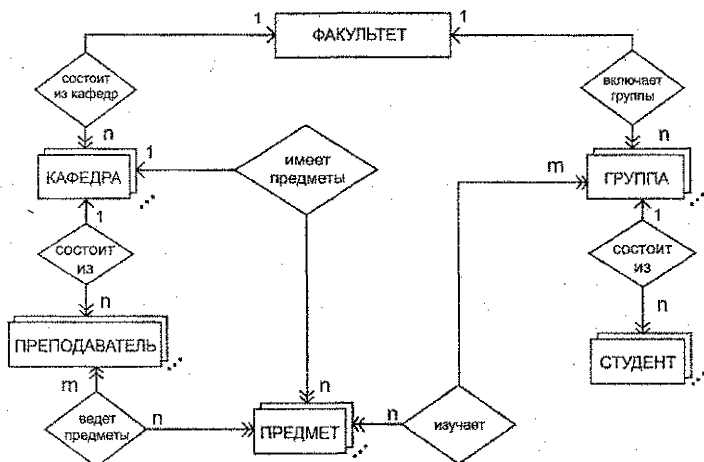 1
ФАКУЛЬТЕТ
1
состоит
из кафедр
включает
группы
n
n
КАФЕДРА
1
имеет
предметы
m
ГРУППА
1
1
состоит
из
состоит
из
n
n
ПРЕПОДАВАТЕЛЬ
СТУДЕНТ
m
n
ведет
предметы
n
ПРЕДМЕТ
n
изучает